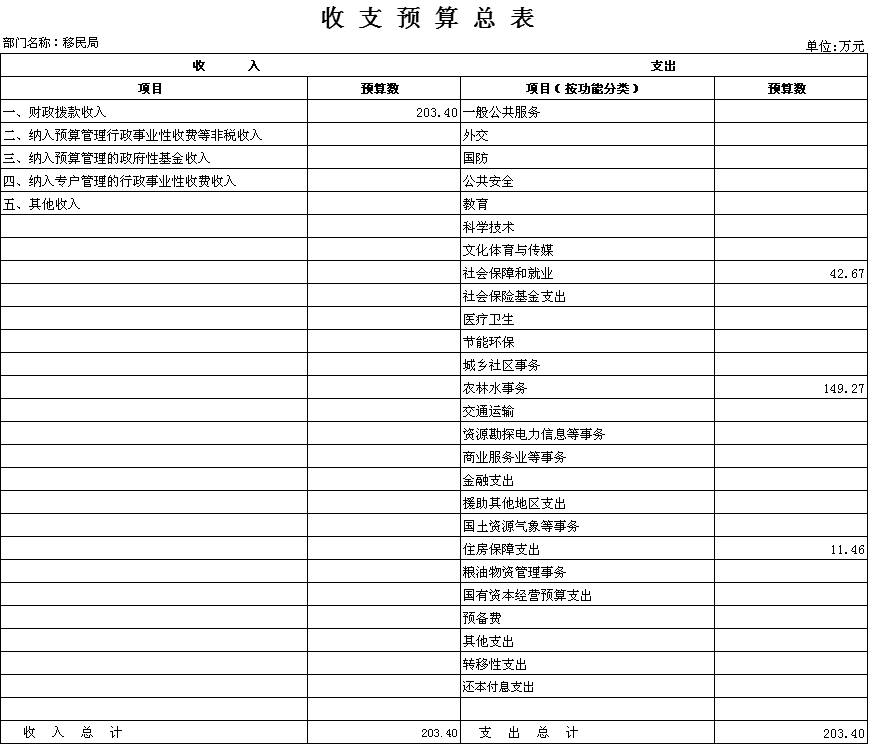 收 支 预 算 总 表
部门名称：移民局 单位:万元
收 入 支出
项目 预算数 项目（按功能分类） 预算数
一、财政拨款收入 203.40 一般公共服务
二、纳入预算管理行政事业性收费等非税收入 外交
三、纳入预算管理的政府性基金收入 国防
四、纳入专户管理的行政事业性收费收入 公共安全
五、其他收入 教育
科学技术
文化体育与传媒
社会保障和就业 42.67
社会保险基金支出
医疗卫生
节能环保
城乡社区事务
农林水事务 149.27
交通运输
资源勘探电力信息等事务
商业服务业等事务
金融支出
援助其他地区支出
国土资源气象等事务
住房保障支出 11.46
粮油物资管理事务
国有资本经营预算支出
预备费
其他支出
转移性支出
还本付息支出
收 入 总 计 203.40 支 出 总 计 203.40